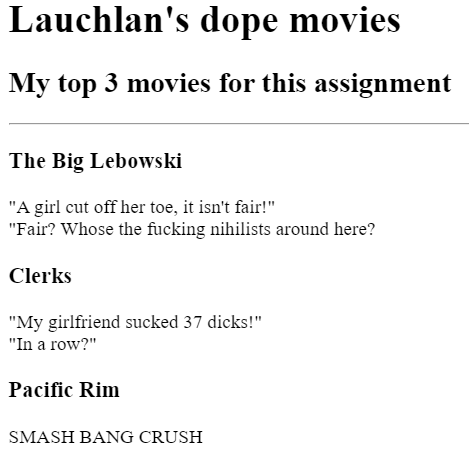 Lauchlan's dope movies
My top 3 movies for this assignment
The Big Lebowski
"A girl cut off her toe, it isn't fair!"
"Fair? Whose the fucking nihilists around here?
Clerks
"My girlfriend sucked 37 dicks!"
"In a row?"
Pacific Rim
SMASH BANG CRUSH